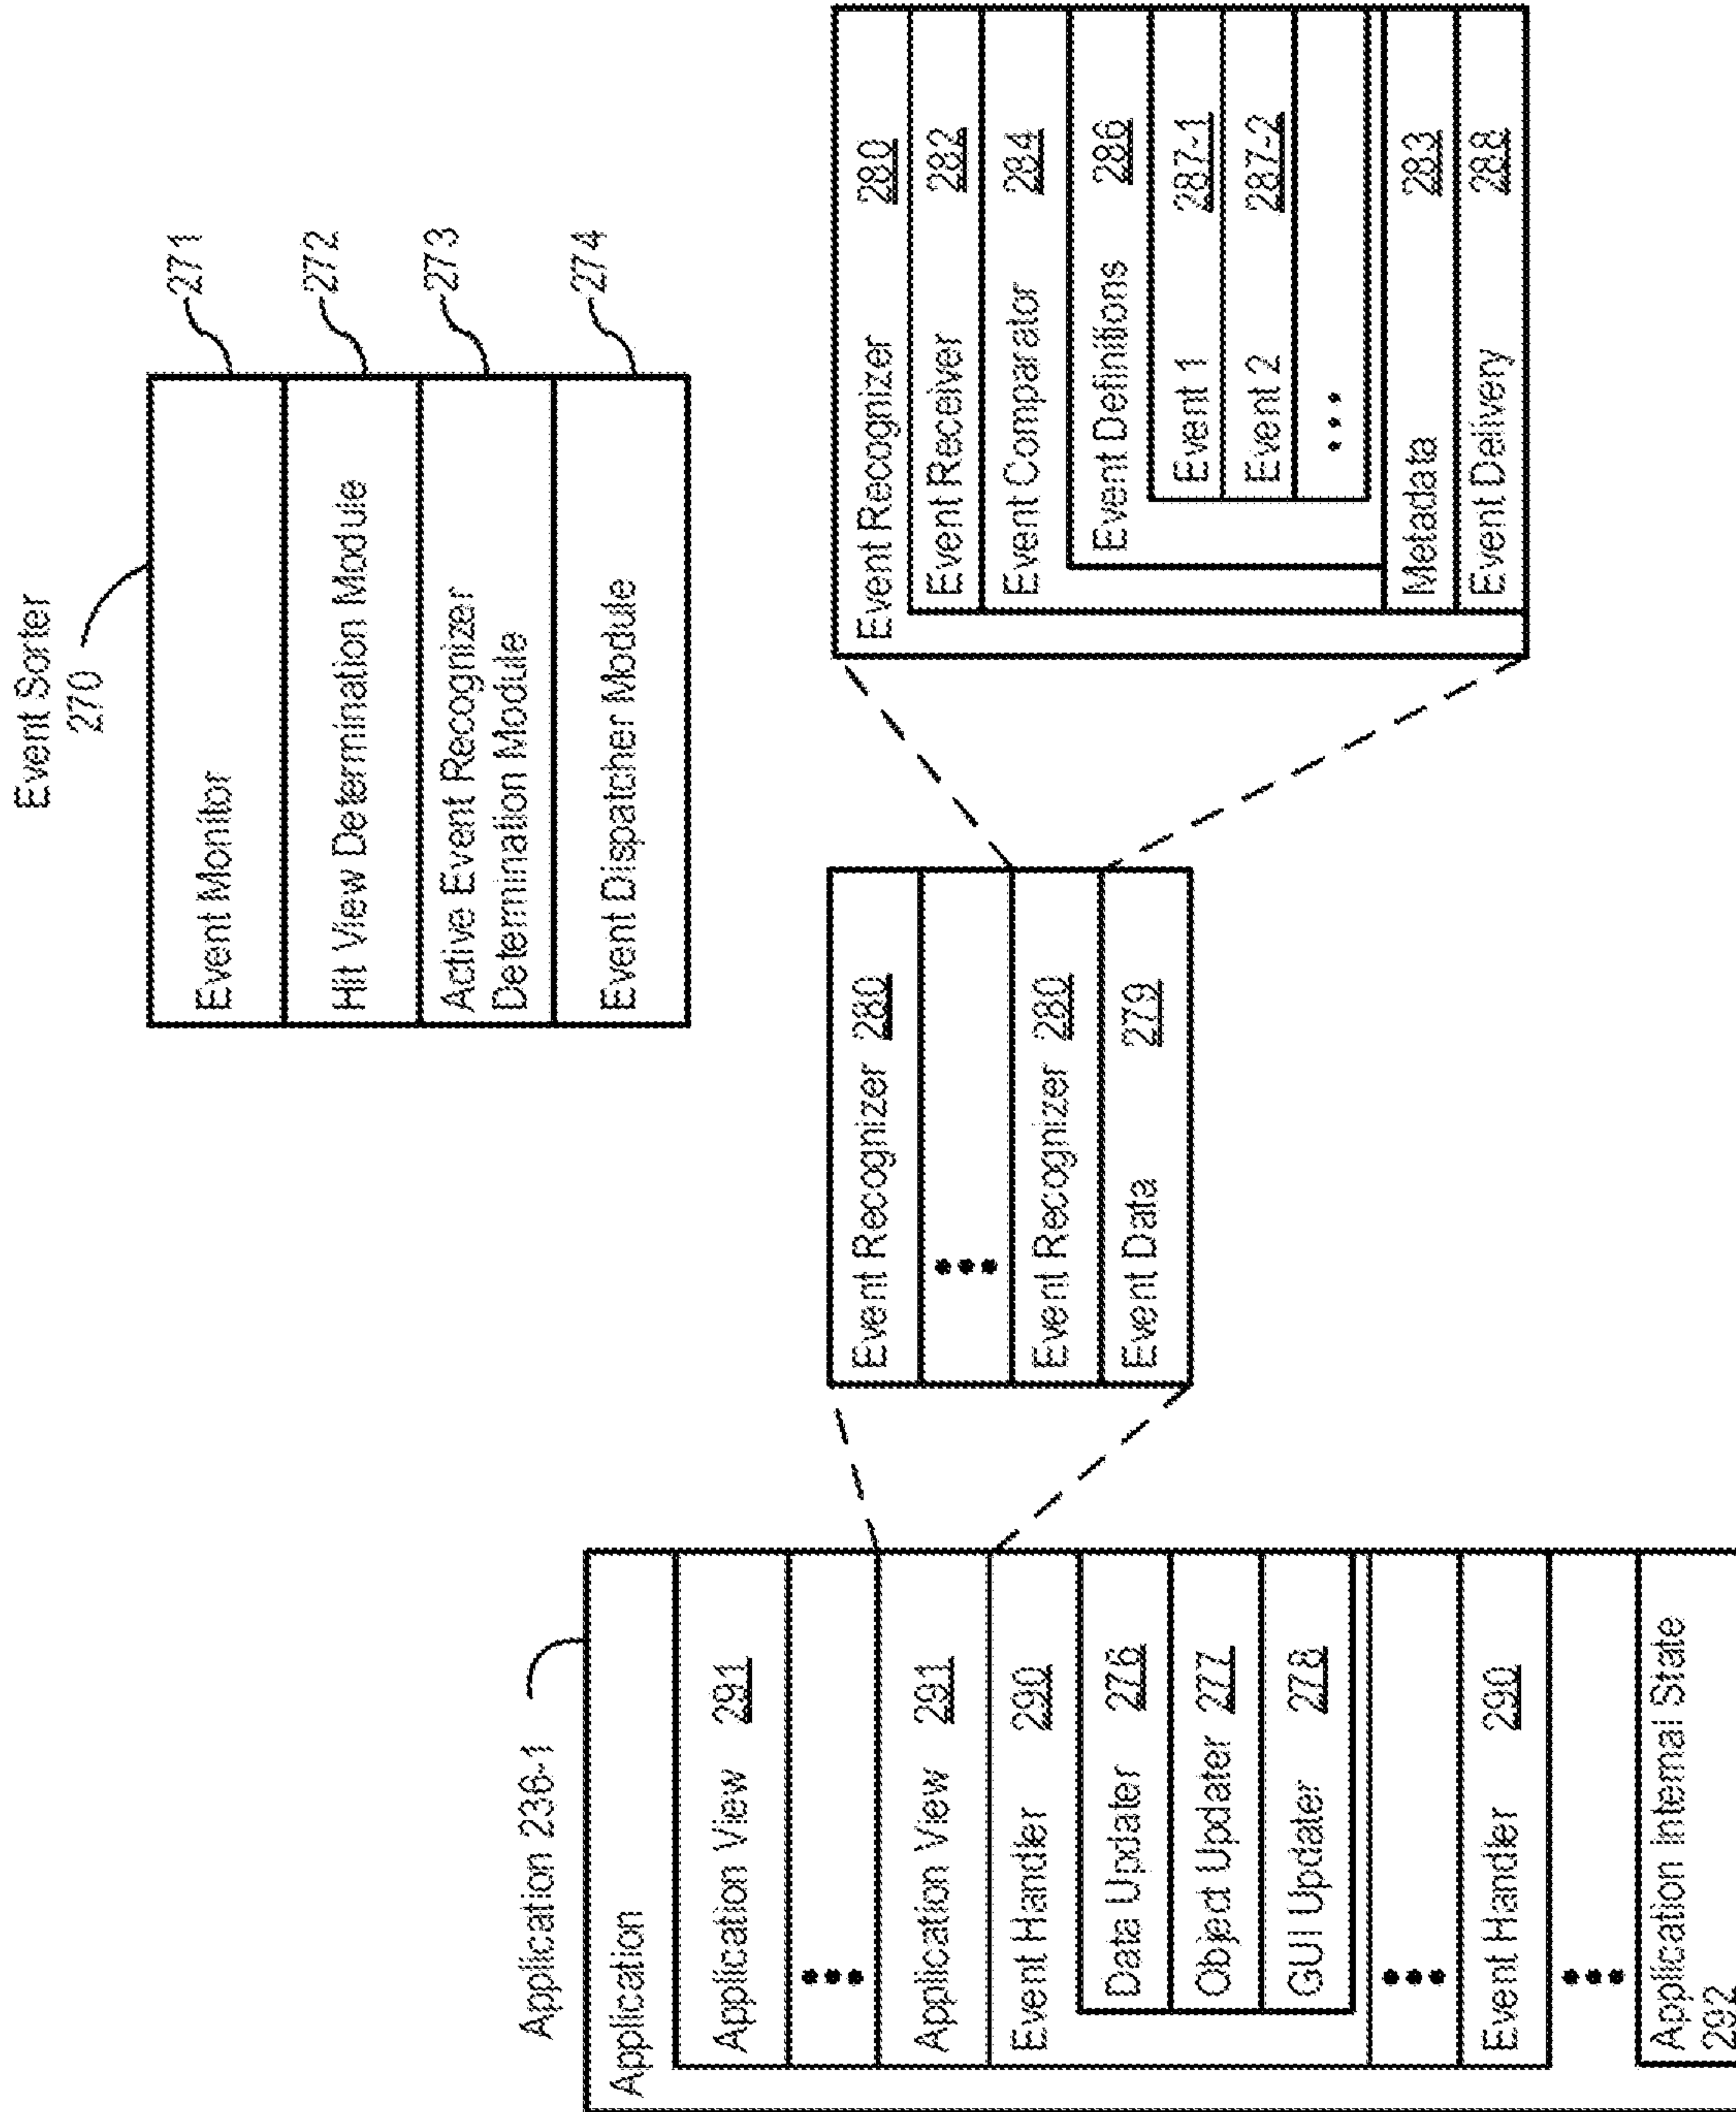 Event Sorter
270
Event Monitor
271
Hit View Determination Module
272
Active Event Recognizer
Determination Module
273
Event Dispatcher Module
274
Application 236-1
Application
Application View 291
Application View 291
Event Handler 290
Data Updater 276
Object Updater 277
GUI Updater 278
Event Handler 290
Application Internal State
292
Event Recognizer 280
Event Recognizer 280
Event Data 279
Event Recognizer 280
Event Receiver 282
Event Comparator 284
Event Definitions 286
Event 1 287-1
Event 2 287-2
Metadata 283
Event Delivery 288